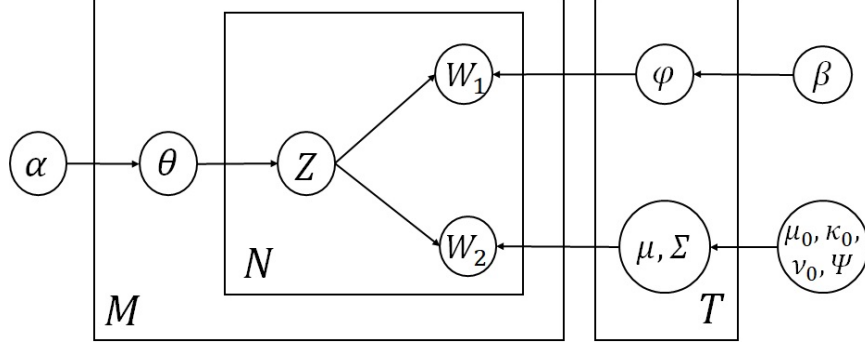 W₁
φ
β
α
θ
Z
W₂
μ, Σ
μ₀, κ₀,
ν₀, Ψ
N
M
T